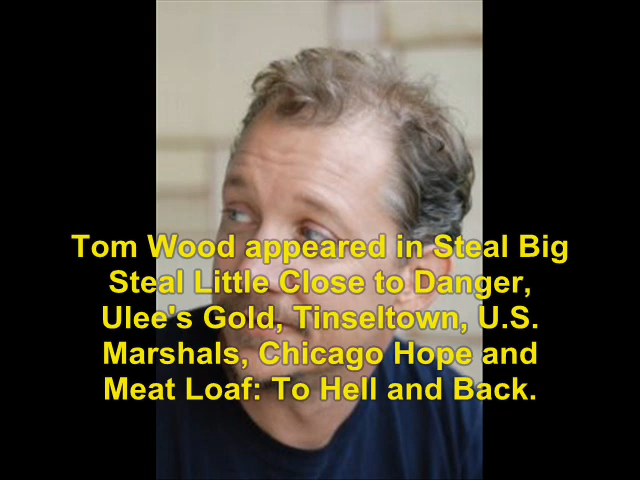 Tom Wood appeared in Steal Big
Steal Little Close to Danger,
Ulee's Gold, Tinseltown, U.S.
Marshals, Chicago Hope and
Meat Loaf: To Hell and Back.